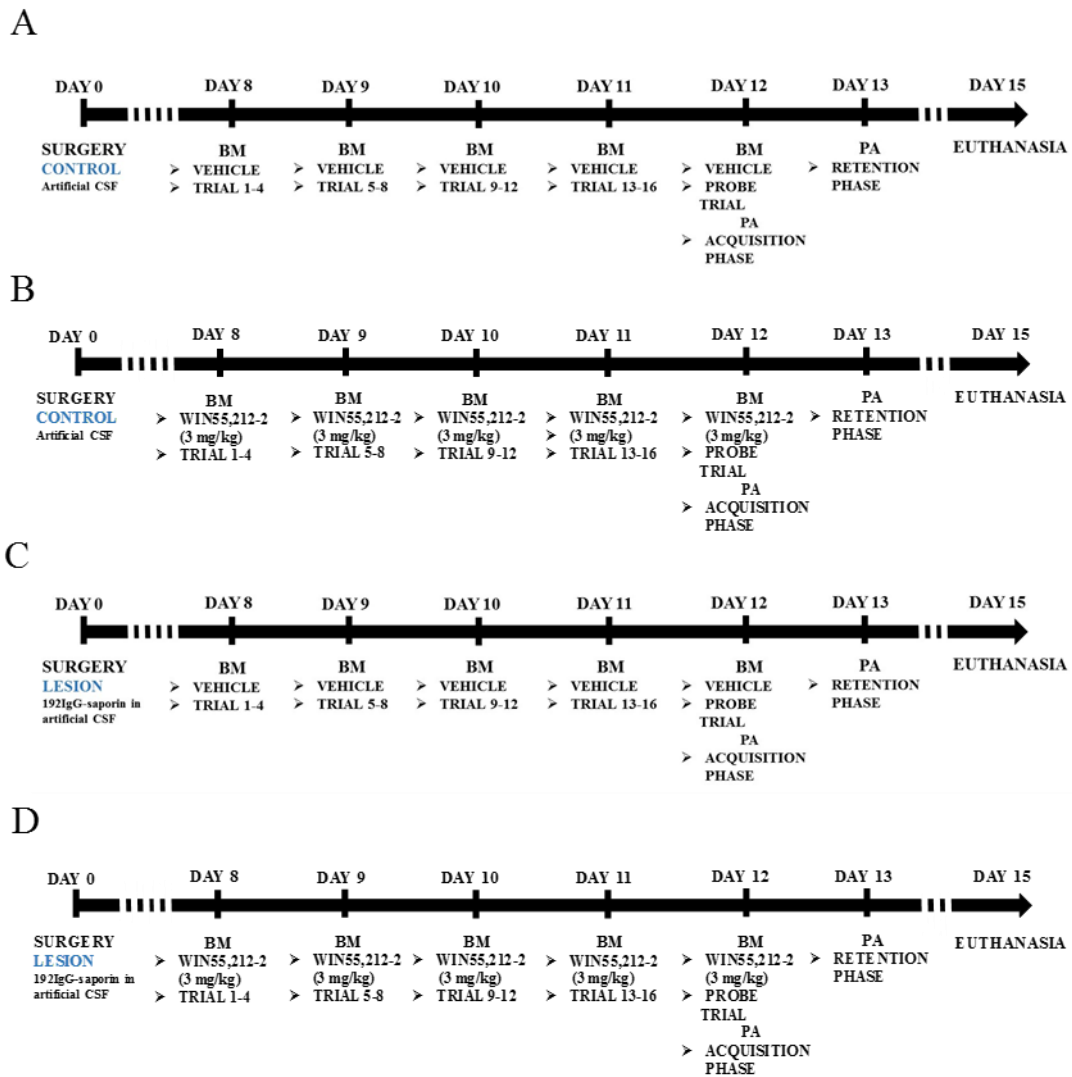 A
DAY 0 DAY 8 DAY 9 DAY 10 DAY 11 DAY 12 DAY 13 DAY 15
SURGERY
CONTROL
Artificial CSF
BM
➢ VEHICLE
➢ TRIAL 1-4
BM
➢ VEHICLE
➢ TRIAL 5-8
BM
➢ VEHICLE
➢ TRIAL 9-12
BM
➢ VEHICLE
➢ TRIAL 13-16
BM
➢ VEHICLE
➢ PROBE
TRIAL
PA
➢ ACQUISITION
PHASE
PA
➢ RETENTION
PHASE
EUTHANASIA
B
DAY 0 DAY 8 DAY 9 DAY 10 DAY 11 DAY 12 DAY 13 DAY 15
SURGERY
CONTROL
Artificial CSF
BM
➢ WIN55,212-2
(3 mg/kg)
➢ TRIAL 1-4
BM
➢ WIN55,212-2
(3 mg/kg)
➢ TRIAL 5-8
BM
➢ WIN55,212-2
(3 mg/kg)
➢ TRIAL 9-12
BM
➢ WIN55,212-2
➢ (3 mg/kg)
➢ TRIAL 13-16
BM
➢ WIN55,212-2
(3 mg/kg)
➢ PROBE
TRIAL
PA
➢ ACQUISITION
PHASE
PA
➢ RETENTION
PHASE
EUTHANASIA
C
DAY 0 DAY 8 DAY 9 DAY 10 DAY 11 DAY 12 DAY 13 DAY 15
SURGERY
LESION
192IgG-saporin in
artificial CSF
BM
➢ VEHICLE
➢ TRIAL 1-4
BM
➢ VEHICLE
➢ TRIAL 5-8
BM
➢ VEHICLE
➢ TRIAL 9-12
BM
➢ VEHICLE
➢ TRIAL 13-16
BM
➢ VEHICLE
➢ PROBE
TRIAL
PA
➢ ACQUISITION
PHASE
PA
➢ RETENTION
PHASE
EUTHANASIA
D
DAY 0 DAY 8 DAY 9 DAY 10 DAY 11 DAY 12 DAY 13 DAY 15
SURGERY
LESION
192IgG-saporin in
artificial CSF
BM
➢ WIN55,212-2
(3 mg/kg)
➢ TRIAL 1-4
BM
➢ WIN55,212-2
(3 mg/kg)
➢ TRIAL 5-8
BM
➢ WIN55,212-2
(3 mg/kg)
➢ TRIAL 9-12
BM
➢ WIN55,212-2
(3 mg/kg)
➢ TRIAL 13-16
BM
➢ WIN55,212-2
(3 mg/kg)
➢ PROBE
TRIAL
PA
➢ ACQUISITION
PHASE
PA
➢ RETENTION
PHASE
EUTHANASIA